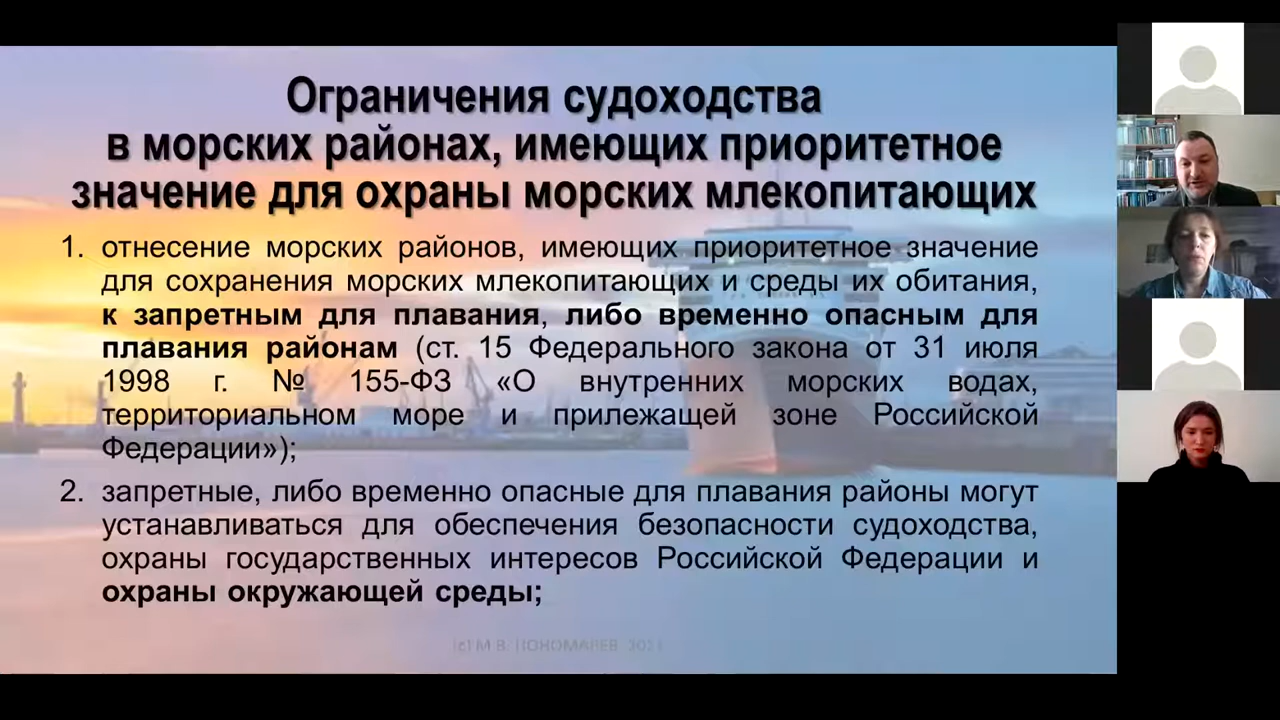 Ограничения судоходства
в морских районах, имеющих приоритетное
значение для охраны морских млекопитающих
1. отнесение морских районов, имеющих приоритетное значение
для сохранения морских млекопитающих и среды их обитания,
к запретным для плавания, либо временно опасным для
плавания районам (ст. 15 Федерального закона от 31 июля
1998 г. № 155-ФЗ «О внутренних морских водах,
территориальном море и прилежащей зоне Российской
Федерации»);
2. запретные, либо временно опасные для плавания районы могут
устанавливаться для обеспечения безопасности судоходства,
охраны государственных интересов Российской Федерации и
охраны окружающей среды;
(с) М.В. ПОНОМАРЕВ, 2021